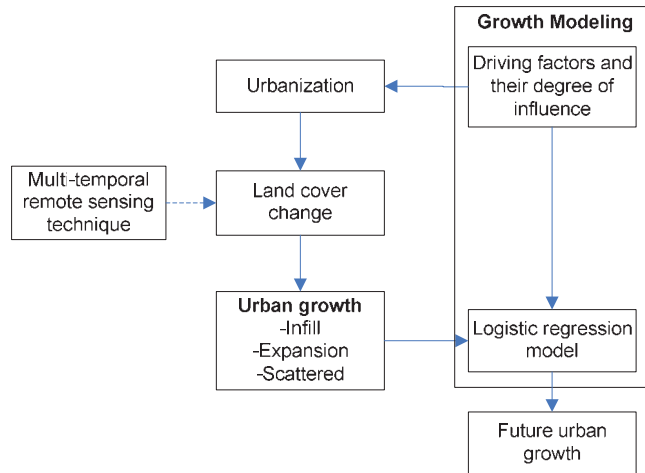 Growth Modeling
Driving factors and
their degree of
influence
Urbanization
Multi-temporal
remote sensing
technique
Land cover
change
Urban growth
-Infill
-Expansion
-Scattered
Logistic regression
model
Future urban
growth